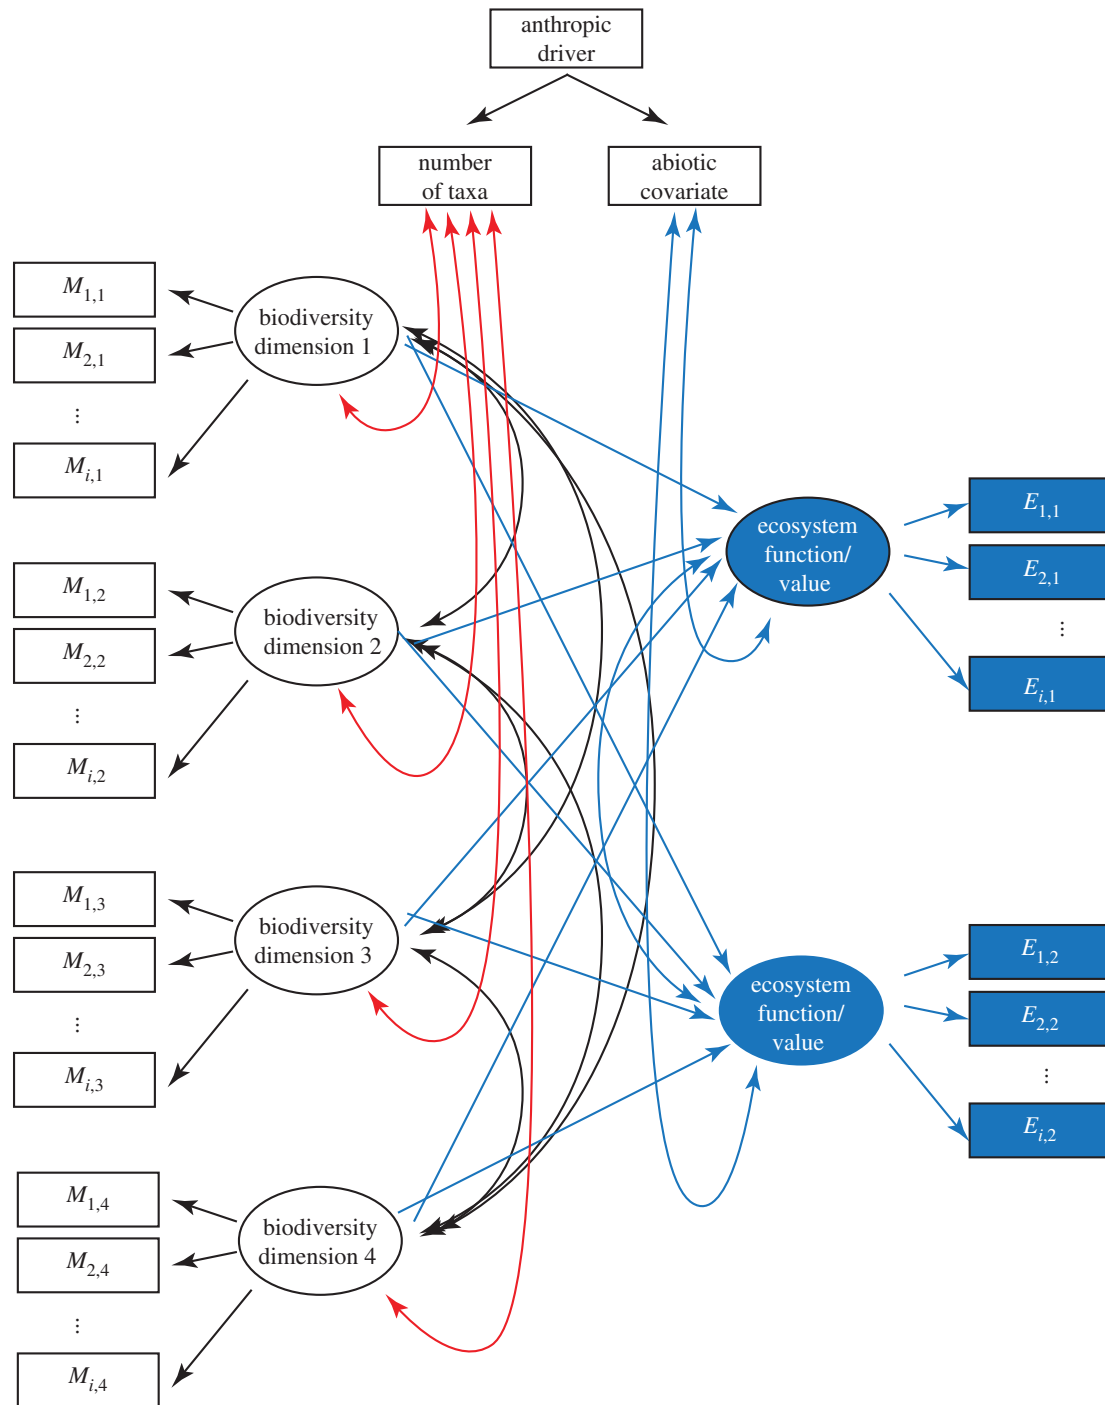 anthropic
driver
number
of taxa
abiotic
covariate
M1,1
M2,1
⋮
Mi,1
biodiversity
dimension 1
M1,2
M2,2
⋮
Mi,2
biodiversity
dimension 2
M1,3
M2,3
⋮
Mi,3
biodiversity
dimension 3
M1,4
M2,4
⋮
Mi,4
biodiversity
dimension 4
ecosystem
function/
value
E1,1
E2,1
⋮
Ei,1
ecosystem
function/
value
E1,2
E2,2
⋮
Ei,2